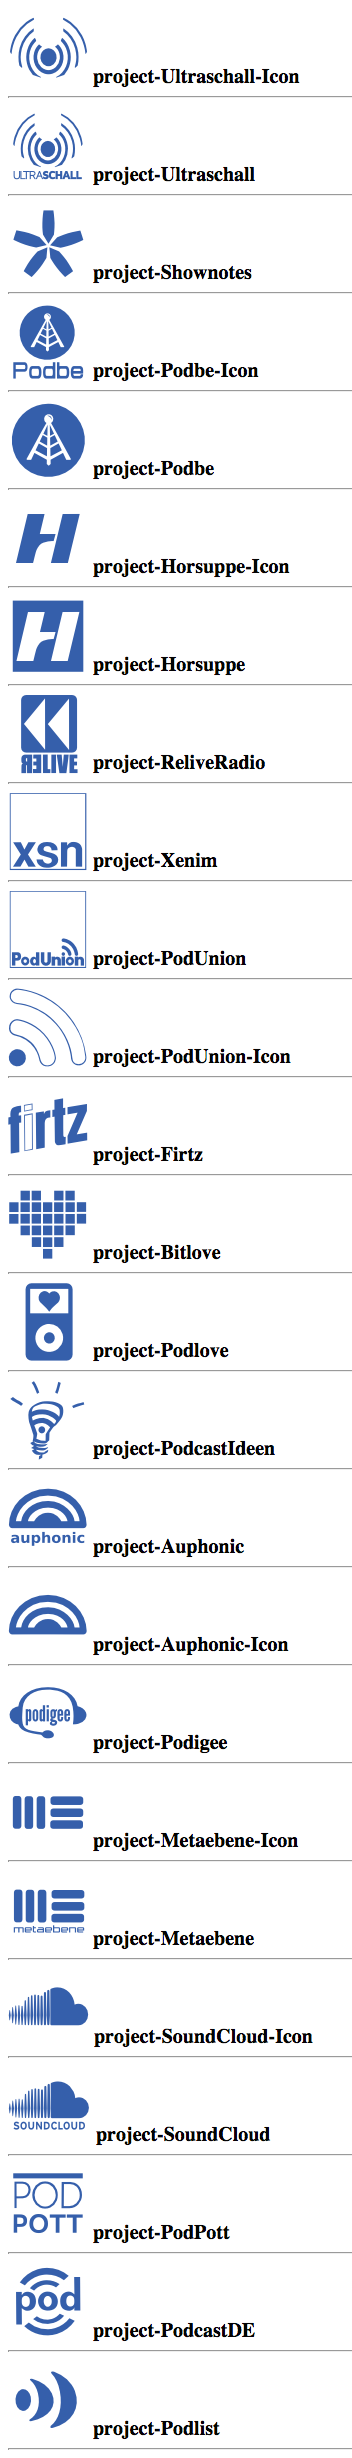 project-Ultraschall-Icon
ULTRASCHALL
project-Ultraschall
project-Shownotes
Podbe
project-Podbe-Icon
project-Podbe
H
project-Horsuppe-Icon
H
project-Horsuppe
RELIVE
project-ReliveRadio
xsn
project-Xenim
PodUnion
project-PodUnion
project-PodUnion-Icon
firtz
project-Firtz
project-Bitlove
project-Podlove
project-PodcastIdeen
auphonic
project-Auphonic
project-Auphonic-Icon
podigee
project-Podigee
project-Metaebene-Icon
metaebene
project-Metaebene
project-SoundCloud-Icon
SOUNDCLOUD
project-SoundCloud
POD
POTT
project-PodPott
pod
project-PodcastDE
project-Podlist